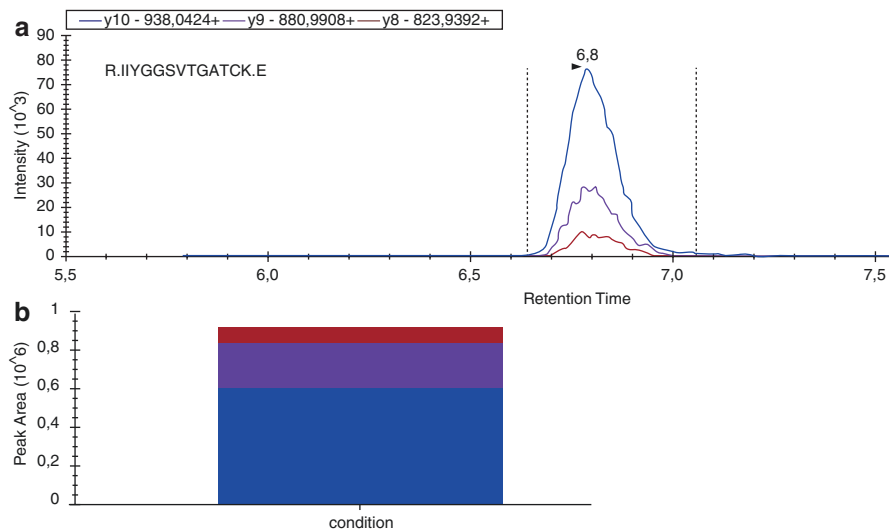 y10 - 938,0424+ y9 - 880,9908+ y8 - 823,9392+
a
90
80
70
60
50
40
30
20
10
0
Intensity (10^3)
R.IIYGGSVTGATCK.E
6,8
5,5 6,0 6,5 7,0 7,5
Retention Time
b
1
0,8
0,6
0,4
0,2
0
Peak Area (10^6)
condition